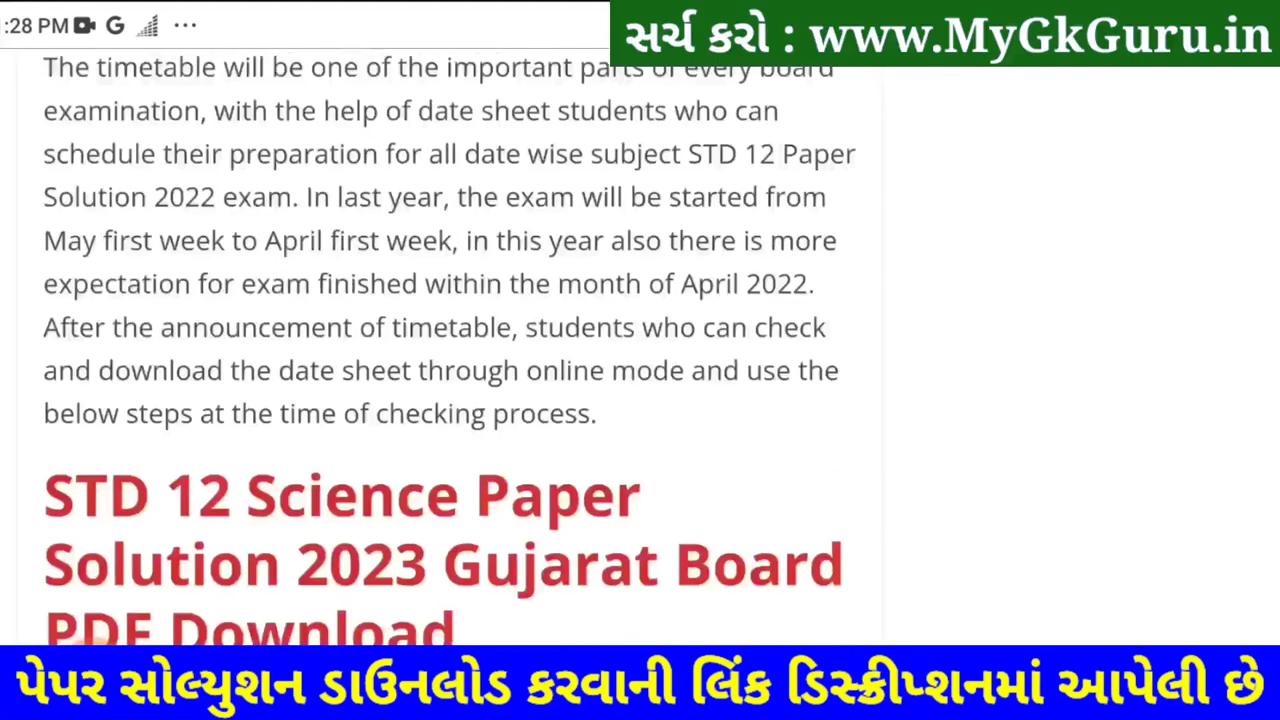 :28 PM G ...
સર્ચ કરો : www.MyGkGuru.in
The timetable will be one of the important parts of every board
examination, with the help of date sheet students who can
schedule their preparation for all date wise subject STD 12 Paper
Solution 2022 exam. In last year, the exam will be started from
May first week to April first week, in this year also there is more
expectation for exam finished within the month of April 2022.
After the announcement of timetable, students who can check
and download the date sheet through online mode and use the
below steps at the time of checking process.
STD 12 Science Paper
Solution 2023 Gujarat Board
PDF Download
પેપર સોલ્યુશન ડાઉનલોડ કરવાની લિંક ડિસ્ક્રીપ્શનમાં આપેલી છે